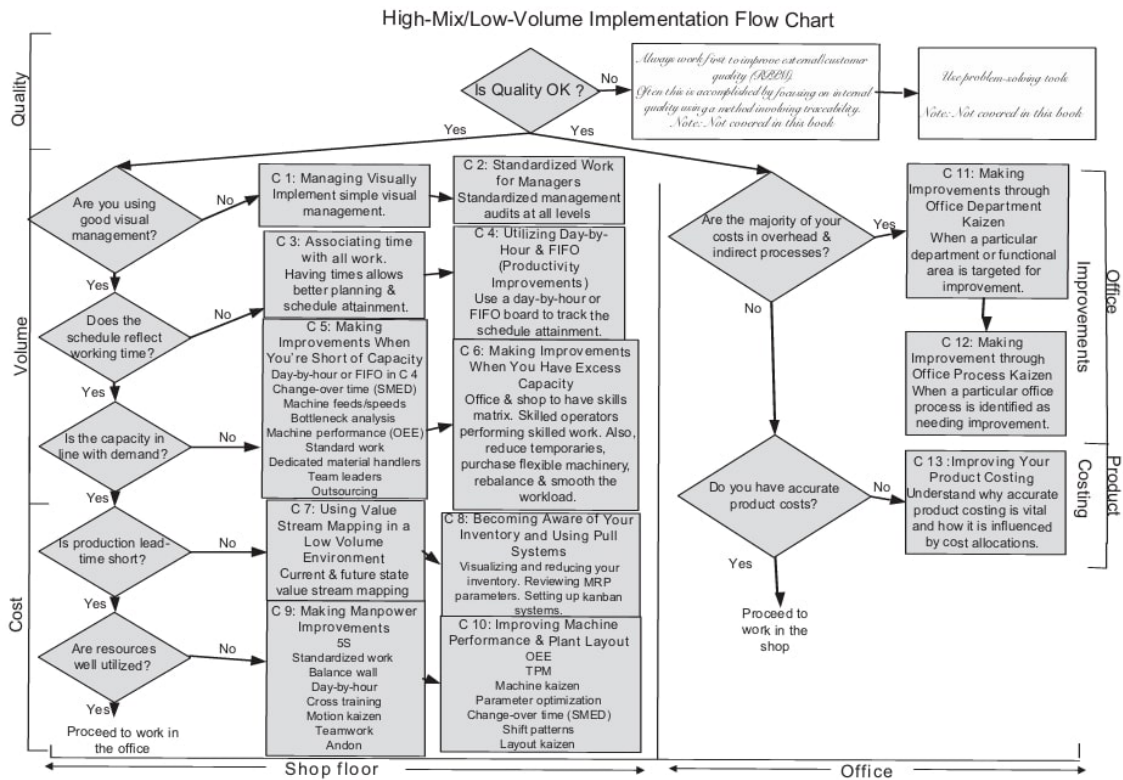 High-Mix/Low-Volume Implementation Flow Chart
Quality
Is Quality OK ?
No
Always work first to improve external/customer
quality (RPPM).
Often this is accomplished by focusing on internal
quality using a method involving traceability.
Note: Not covered in this book
Use problem-solving tools
Note: Not covered in this book
Yes
Yes
Volume
Are you using
good visual
management?
No
C 1: Managing Visually
Implement simple visual
management.
C 2: Standardized Work
for Managers
Standardized management
audits at all levels
Yes
Does the
schedule reflect
working time?
No
C 3: Associating time
with all work.
Having times allows
better planning &
schedule attainment.
C 4: Utilizing Day-by-
Hour & FIFO
(Productivity
Improvements)
Use a day-by-hour or
FIFO board to track the
schedule attainment.
Yes
Is the capacity in
line with demand?
No
C 5: Making
Improvements When
You're Short of Capacity
Day-by-hour or FIFO in C 4
Change-over time (SMED)
Machine feeds/speeds
Bottleneck analysis
Machine performance (OEE)
Standard work
Dedicated material handlers
Team leaders
Outsourcing
C 6: Making Improvements
When You Have Excess
Capacity
Office & shop to have skills
matrix. Skilled operators
performing skilled work. Also,
reduce temporaries,
purchase flexible machinery,
rebalance & smooth the
workload.
Yes
Cost
Is production lead-
time short?
No
C 7: Using Value
Stream Mapping in a
Low Volume
Environment
Current & future state
value stream mapping
C 8: Becoming Aware of Your
Inventory and Using Pull
Systems
Visualizing and reducing your
inventory. Reviewing MRP
parameters. Setting up kanban
systems.
Yes
Are resources
well utilized?
No
C 9: Making Manpower
Improvements
5S
Standardized work
Balance wall
Day-by-hour
Cross training
Motion kaizen
Teamwork
Andon
C 10: Improving Machine
Performance & Plant Layout
OEE
TPM
Machine kaizen
Parameter optimization
Change-over time (SMED)
Shift patterns
Layout kaizen
Yes
Proceed to work in
the office
Shop floor
Are the majority of your
costs in overhead &
indirect processes?
Yes
C 11: Making
Improvements through
Office Department
Kaizen
When a particular
department or functional
area is targeted for
improvement.
C 12: Making
Improvement through
Office Process Kaizen
When a particular office
process is identified as
needing improvement.
Office
Improvements
No
Do you have accurate
product costs?
No
C 13 :Improving Your
Product Costing
Understand why accurate
product costing is vital
and how it is influenced
by cost allocations.
Product
Costing
Yes
Proceed to
work in the
shop
Office